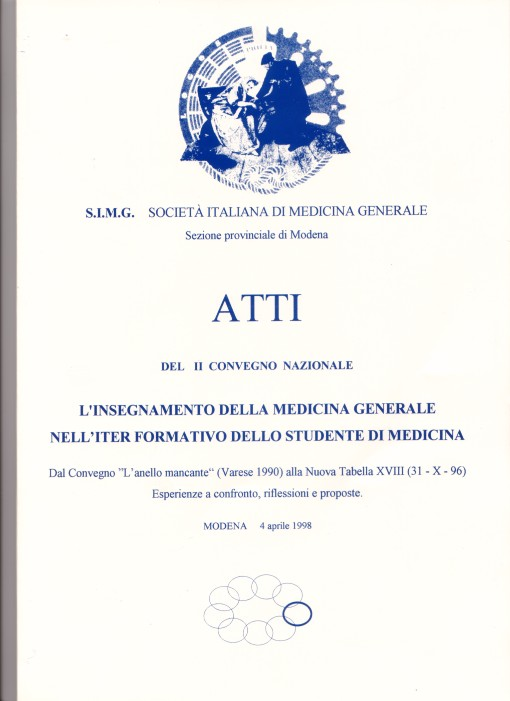 S.I.M.G. SOCIETÀ ITALIANA DI MEDICINA GENERALE
Sezione provinciale di Modena
ATTI
DEL II CONVEGNO NAZIONALE
L'INSEGNAMENTO DELLA MEDICINA GENERALE
NELL'ITER FORMATIVO DELLO STUDENTE DI MEDICINA
Dal Convegno "L'anello mancante" (Varese 1990) alla Nuova Tabella XVIII (31 - X - 96)
Esperienze a confronto, riflessioni e proposte.
MODENA 4 aprile 1998